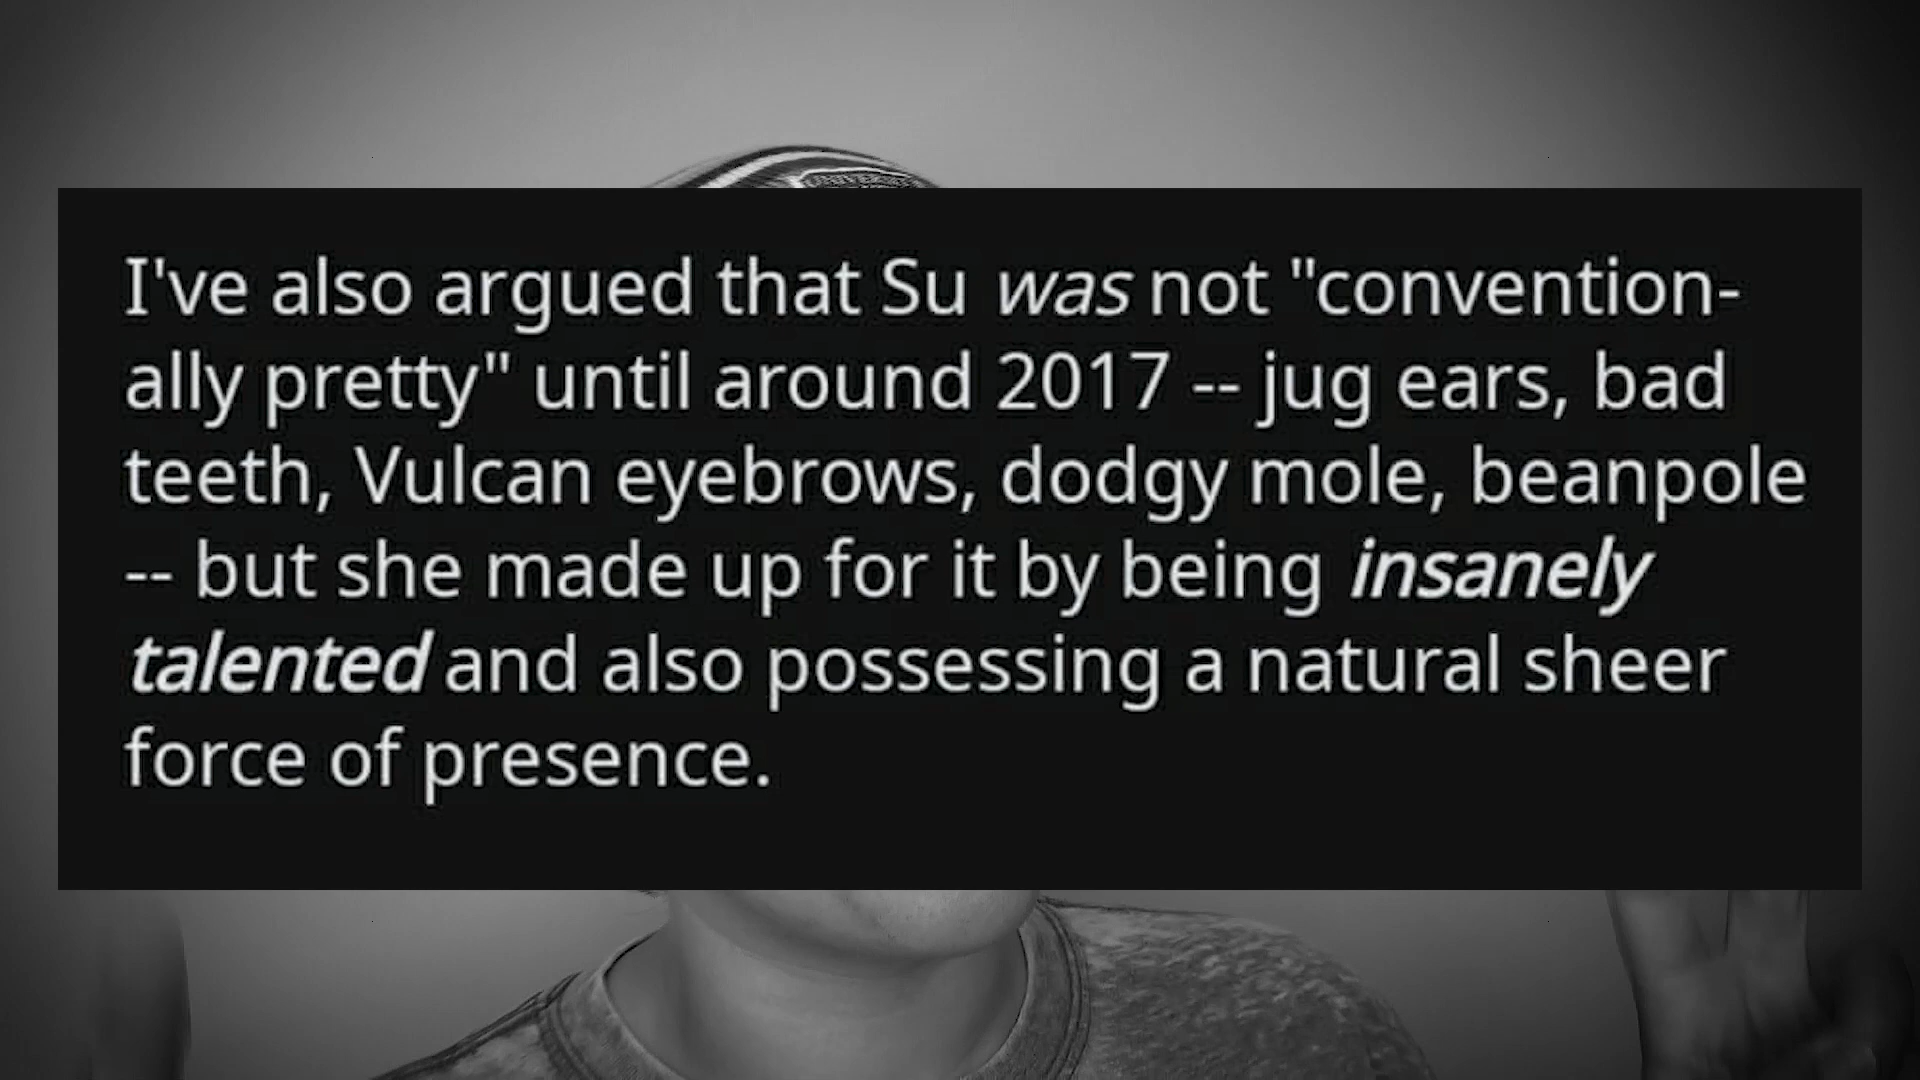 I've also argued that Su was not "convention-
ally pretty" until around 2017 -- jug ears, bad
teeth, Vulcan eyebrows, dodgy mole, beanpole
-- but she made up for it by being insanely
talented and also possessing a natural sheer
force of presence.